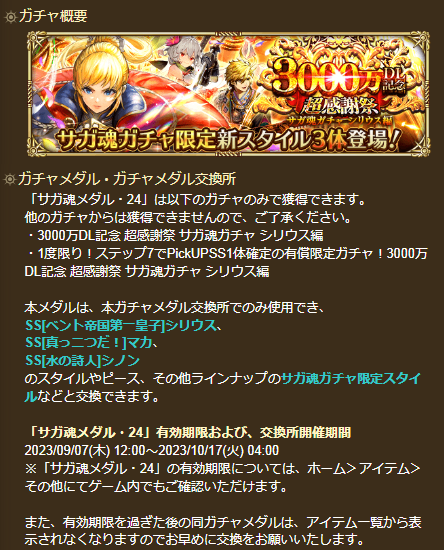 ガチャ概要
3000万DL記念
超感謝祭
サガ魂ガチャ シリウス編
サガ魂ガチャ限定新スタイル3体登場!
ガチャメダル・ガチャメダル交換所
「サガ魂メダル・24」は以下のガチャのみで獲得できます。
他のガチャからは獲得できませんので、ご了承ください。
・3000万DL記念 超感謝祭 サガ魂ガチャ シリウス編
・1度限り!ステップ7でPickUPSS1体確定の有償限定ガチャ!3000万
DL記念 超感謝祭 サガ魂ガチャ シリウス編
本メダルは、本ガチャメダル交換所でのみ使用でき、
SS[ベント帝国第一皇子]シリウス、
SS[真っ二つだ!]マカ、
SS[水の詩人]シノン
のスタイルやピース、その他ラインナップのサガ魂ガチャ限定スタイ
ルなどと交換できます。
「サガ魂メダル・24」有効期限および、交換所開催期間
2023/09/07(木) 12:00~2023/10/17(火) 04:00
※「サガ魂メダル・24」の有効期限については、ホーム>アイテム>
その他にてゲーム内でもご確認いただけます。
また、有効期限を過ぎた後の同ガチャメダルは、アイテム一覧から表
示されなくなりますのでお早めに交換をお願いいたします。